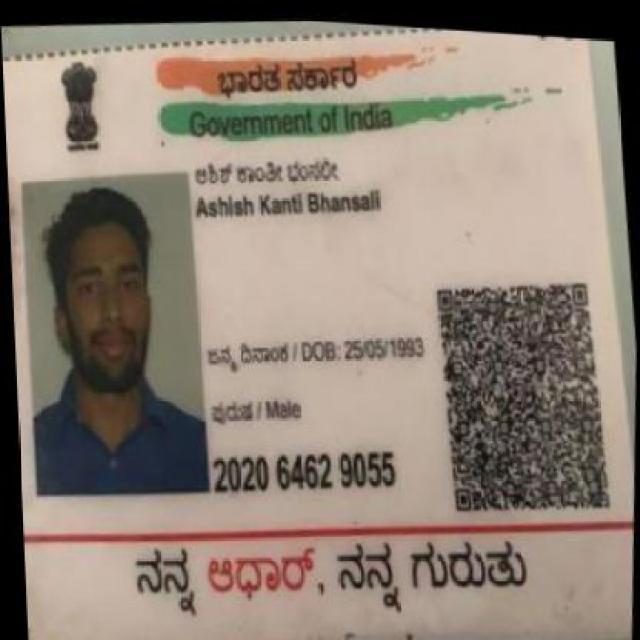 ಭಾರತ ಸರ್ಕಾರ
Government of India
ಆಶಿಶ್ ಕಾಂತೀ ಭಂಸಲೀ
Ashish Kanti Bhansali
ಜನ್ಮ ದಿನಾಂಕ / DOB: 25/05/1993
ಪುರುಷ / Male
2020 6462 9055
ನನ್ನ ಆಧಾರ್, ನನ್ನ ಗುರುತು